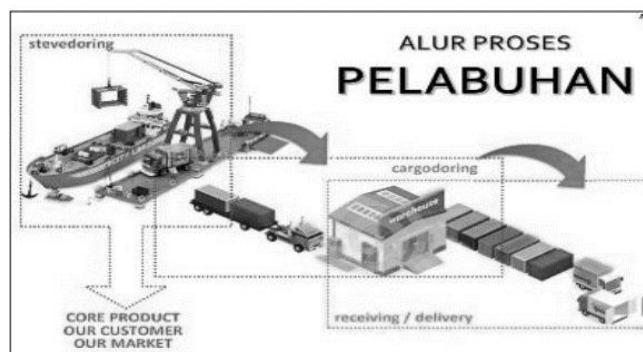 stevedoring
ALUR PROSES
PELABUHAN
cargodoring
warehouse
receiving / delivery
CORE PRODUCT
OUR CUSTOMER
OUR MARKET